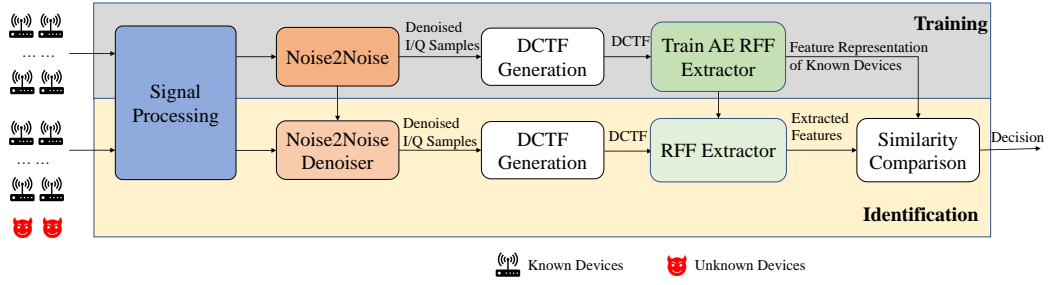 Training
Denoised
I/Q Samples
DCTF
Noise2Noise
DCTF
Generation
Train AE RFF
Extractor
Feature Representation
of Known Devices
… …
Signal
Processing
Denoised
I/Q Samples
DCTF
Extracted
Features
Decision
Noise2Noise
Denoiser
DCTF
Generation
RFF Extractor
Similarity
Comparison
… …
Identification
Known Devices
Unknown Devices